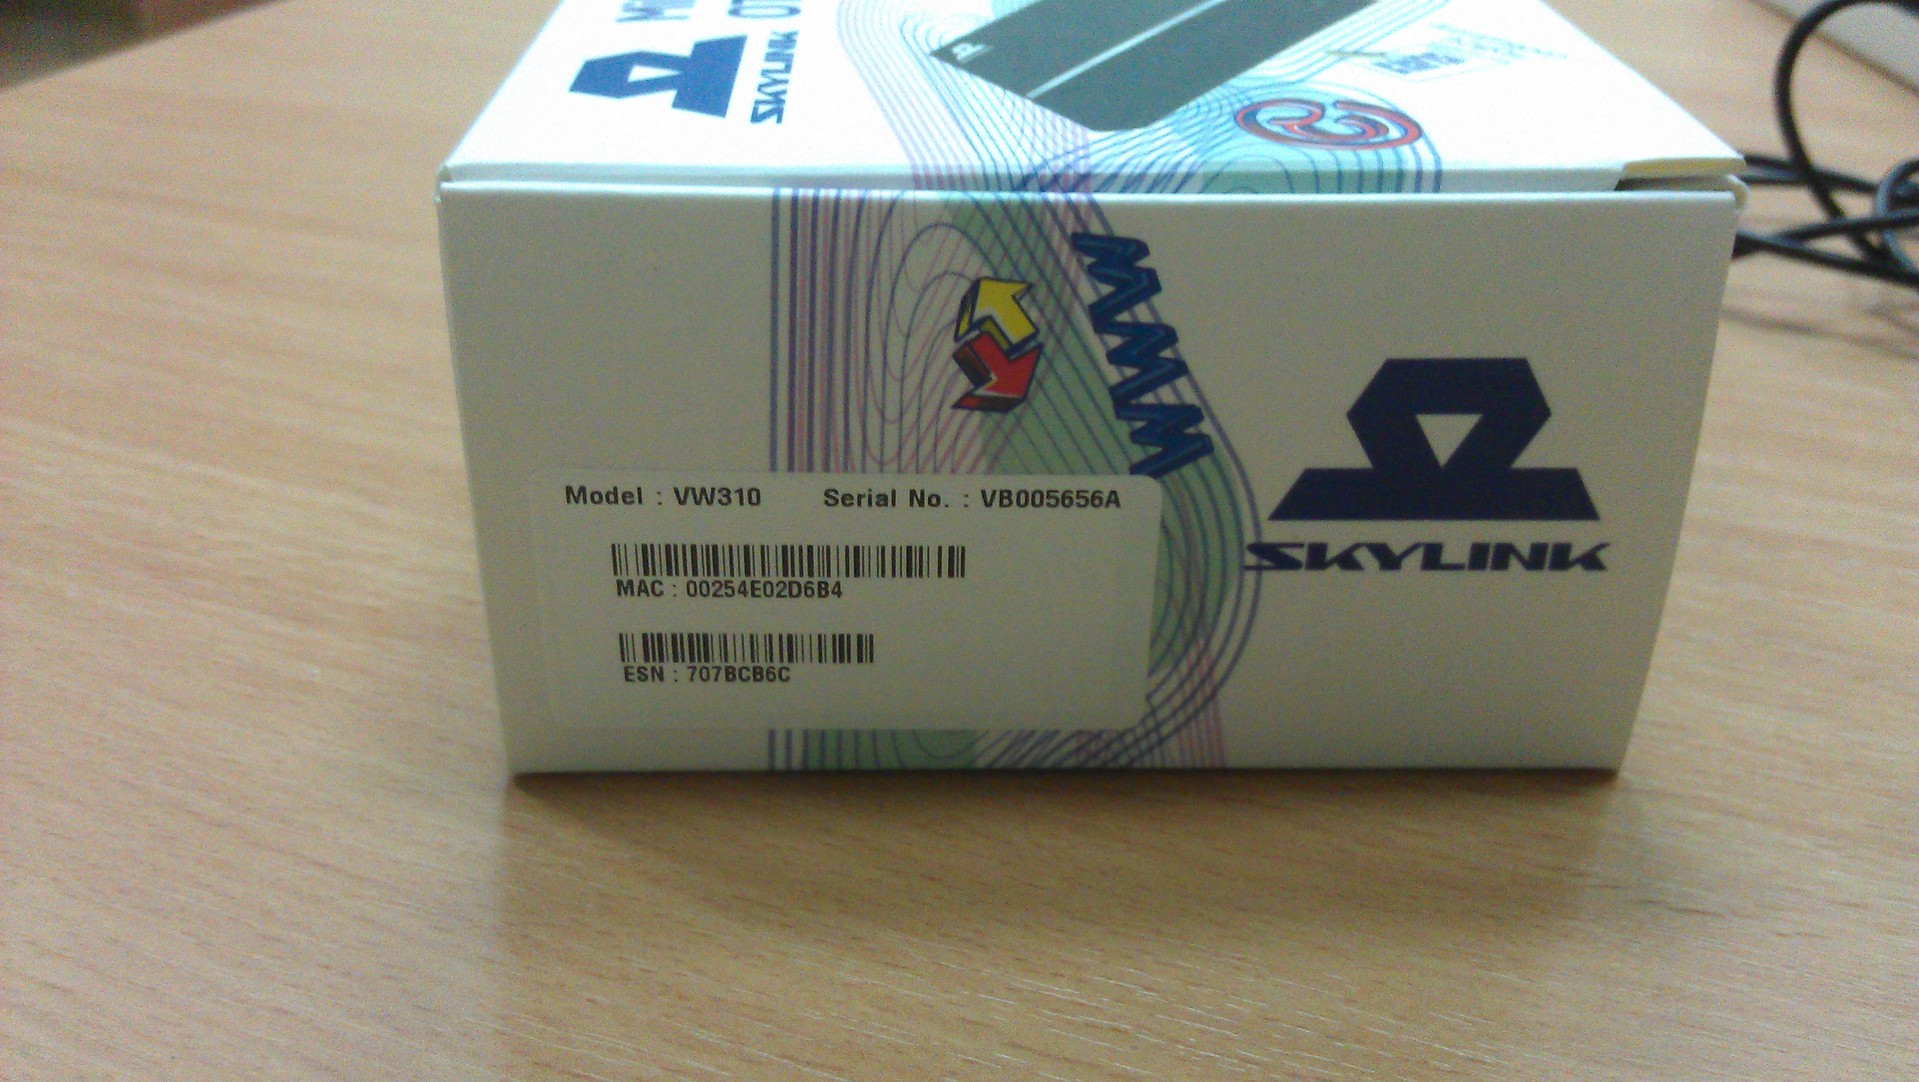 SKYLINK
Model : VW310 Serial No. : VB005656A
MAC : 00254E02D6B4
ESN : 707BCB6C
SKYLINK